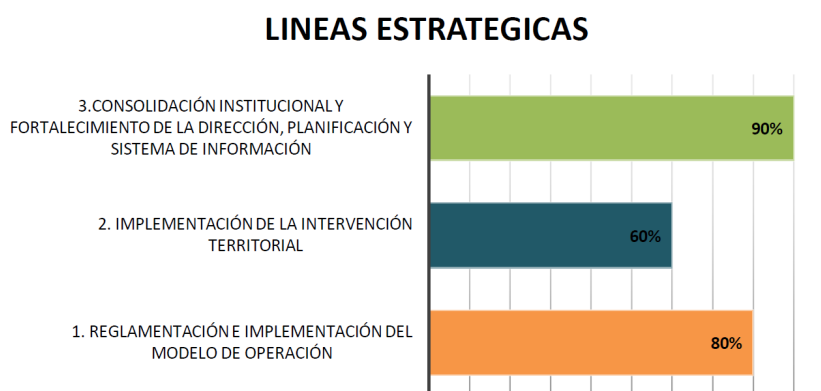 LINEAS ESTRATEGICAS
3.CONSOLIDACIÓN INSTITUCIONAL Y
FORTALECIMIENTO DE LA DIRECCIÓN, PLANIFICACIÓN Y
SISTEMA DE INFORMACIÓN
90%
2. IMPLEMENTACIÓN DE LA INTERVENCIÓN
TERRITORIAL
60%
1. REGLAMENTACIÓN E IMPLEMENTACIÓN DEL
MODELO DE OPERACIÓN
80%